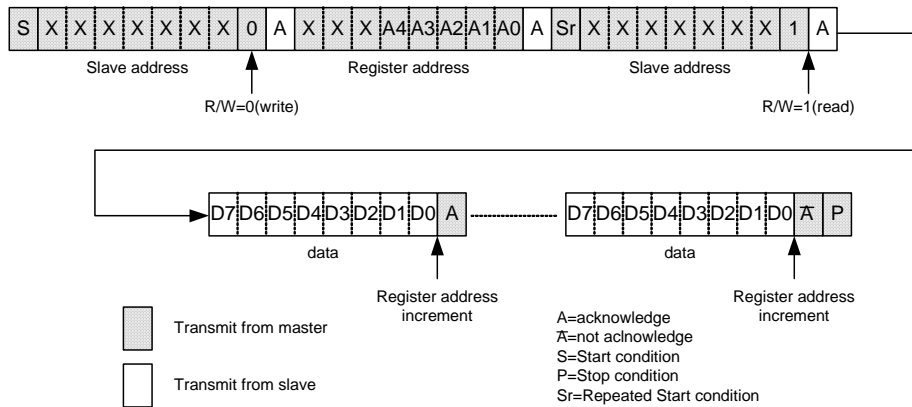 S X X X X X X X 0 A X X X A4 A3 A2 A1 A0 A Sr X X X X X X X 1 A
Slave address Register address Slave address
R/W=0(write) R/W=1(read)
D7 D6 D5 D4 D3 D2 D1 D0 A D7 D6 D5 D4 D3 D2 D1 D0 A̅ P
data data
Register address increment
Register address increment
Transmit from master
Transmit from slave
A=acknowledge
A̅=not aclnowledge
S=Start condition
P=Stop condition
Sr=Repeated Start condition